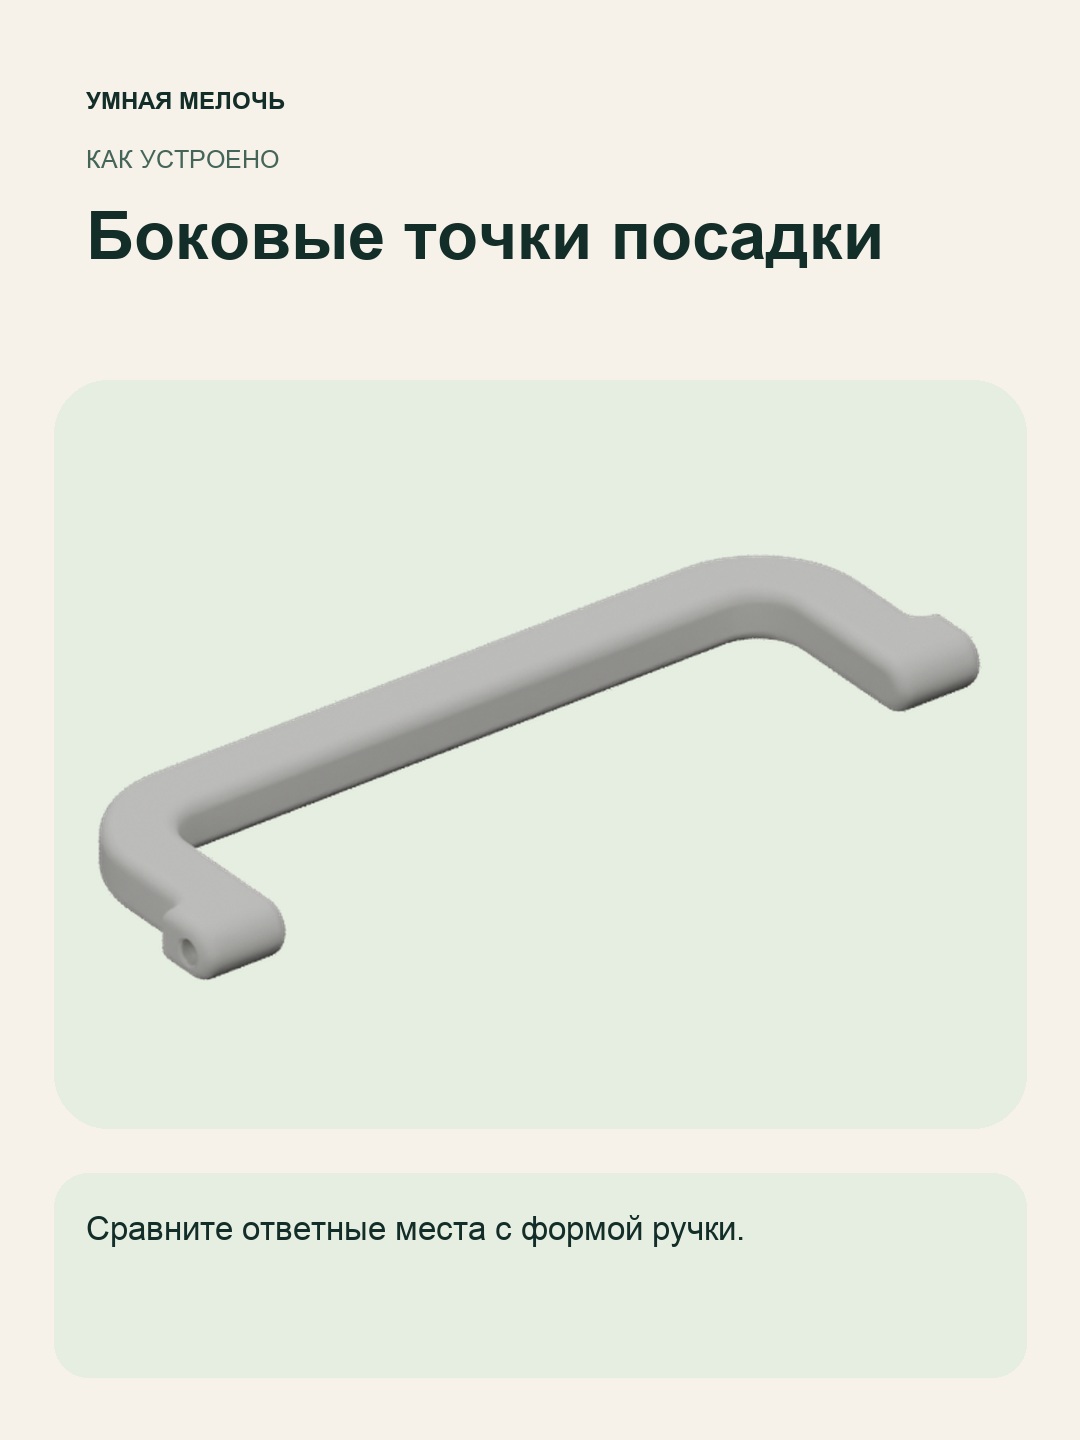 УМНАЯ МЕЛОЧЬ
КАК УСТРОЕНО
Боковые точки посадки
Сравните ответные места с формой ручки.